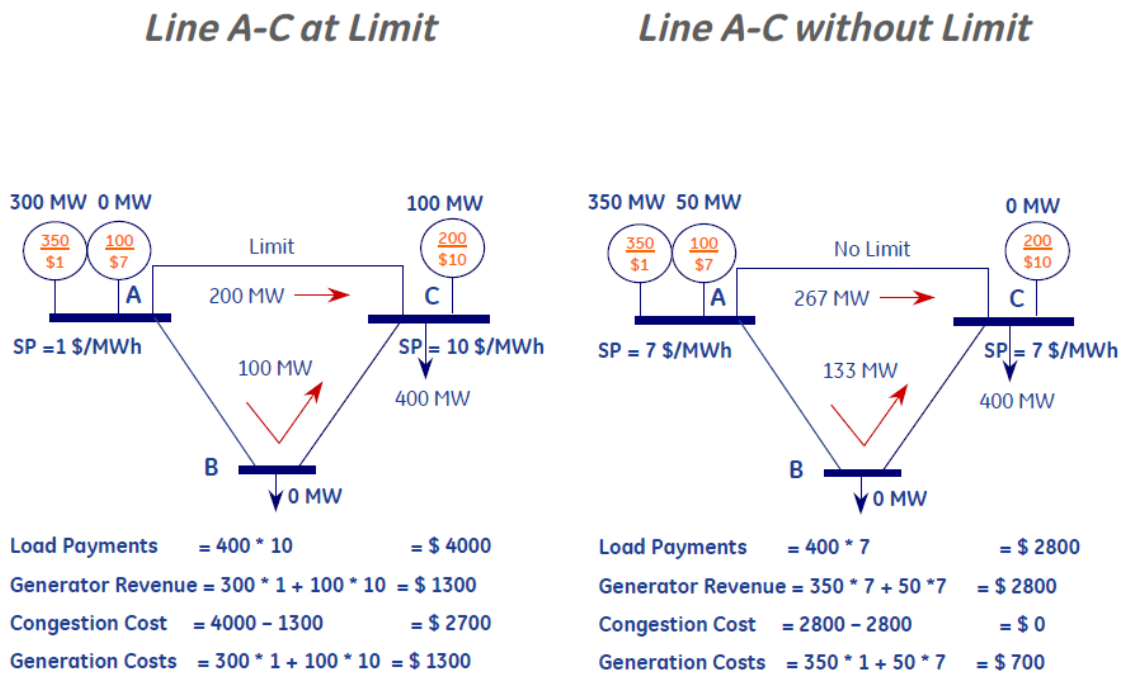 Line A-C at Limit
300 MW 0 MW
100 MW
350
$1
100
$7
200
$10
Limit
A
200 MW
C
SP =1 $/MWh
SP = 10 $/MWh
100 MW
400 MW
B
0 MW
Load Payments = 400 * 10 = $ 4000
Generator Revenue = 300 * 1 + 100 * 10 = $ 1300
Congestion Cost = 4000 – 1300 = $ 2700
Generation Costs = 300 * 1 + 100 * 10 = $ 1300
Line A-C without Limit
350 MW 50 MW
0 MW
350
$1
100
$7
200
$10
No Limit
A
267 MW
C
SP = 7 $/MWh
SP = 7 $/MWh
133 MW
400 MW
B
0 MW
Load Payments = 400 * 7 = $ 2800
Generator Revenue = 350 * 7 + 50 *7 = $ 2800
Congestion Cost = 2800 – 2800 = $ 0
Generation Costs = 350 * 1 + 50 * 7 = $ 700